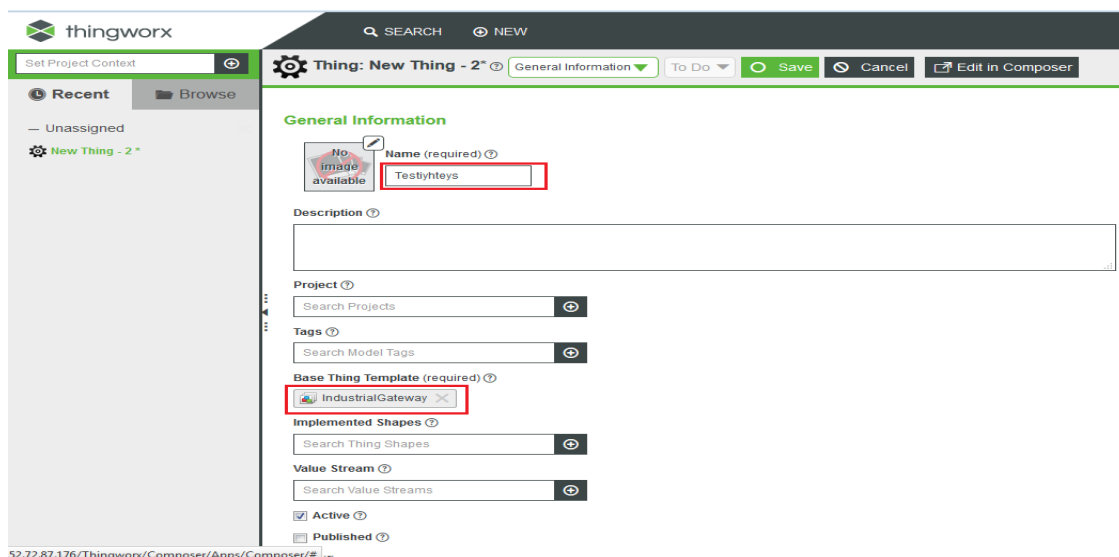 thingworx
SEARCH NEW
Set Project Context
Thing: New Thing - 2* General Information To Do Save Cancel Edit in Composer
Recent Browse
— Unassigned
New Thing - 2 *
General Information
No image available
Name (required)
Testiyhteys
Description
Project
Search Projects
Tags
Search Model Tags
Base Thing Template (required)
IndustrialGateway
Implemented Shapes
Search Thing Shapes
Value Stream
Search Value Streams
Active
Published
52.72.87.176/Thingworx/Composer/Apps/Composer/#